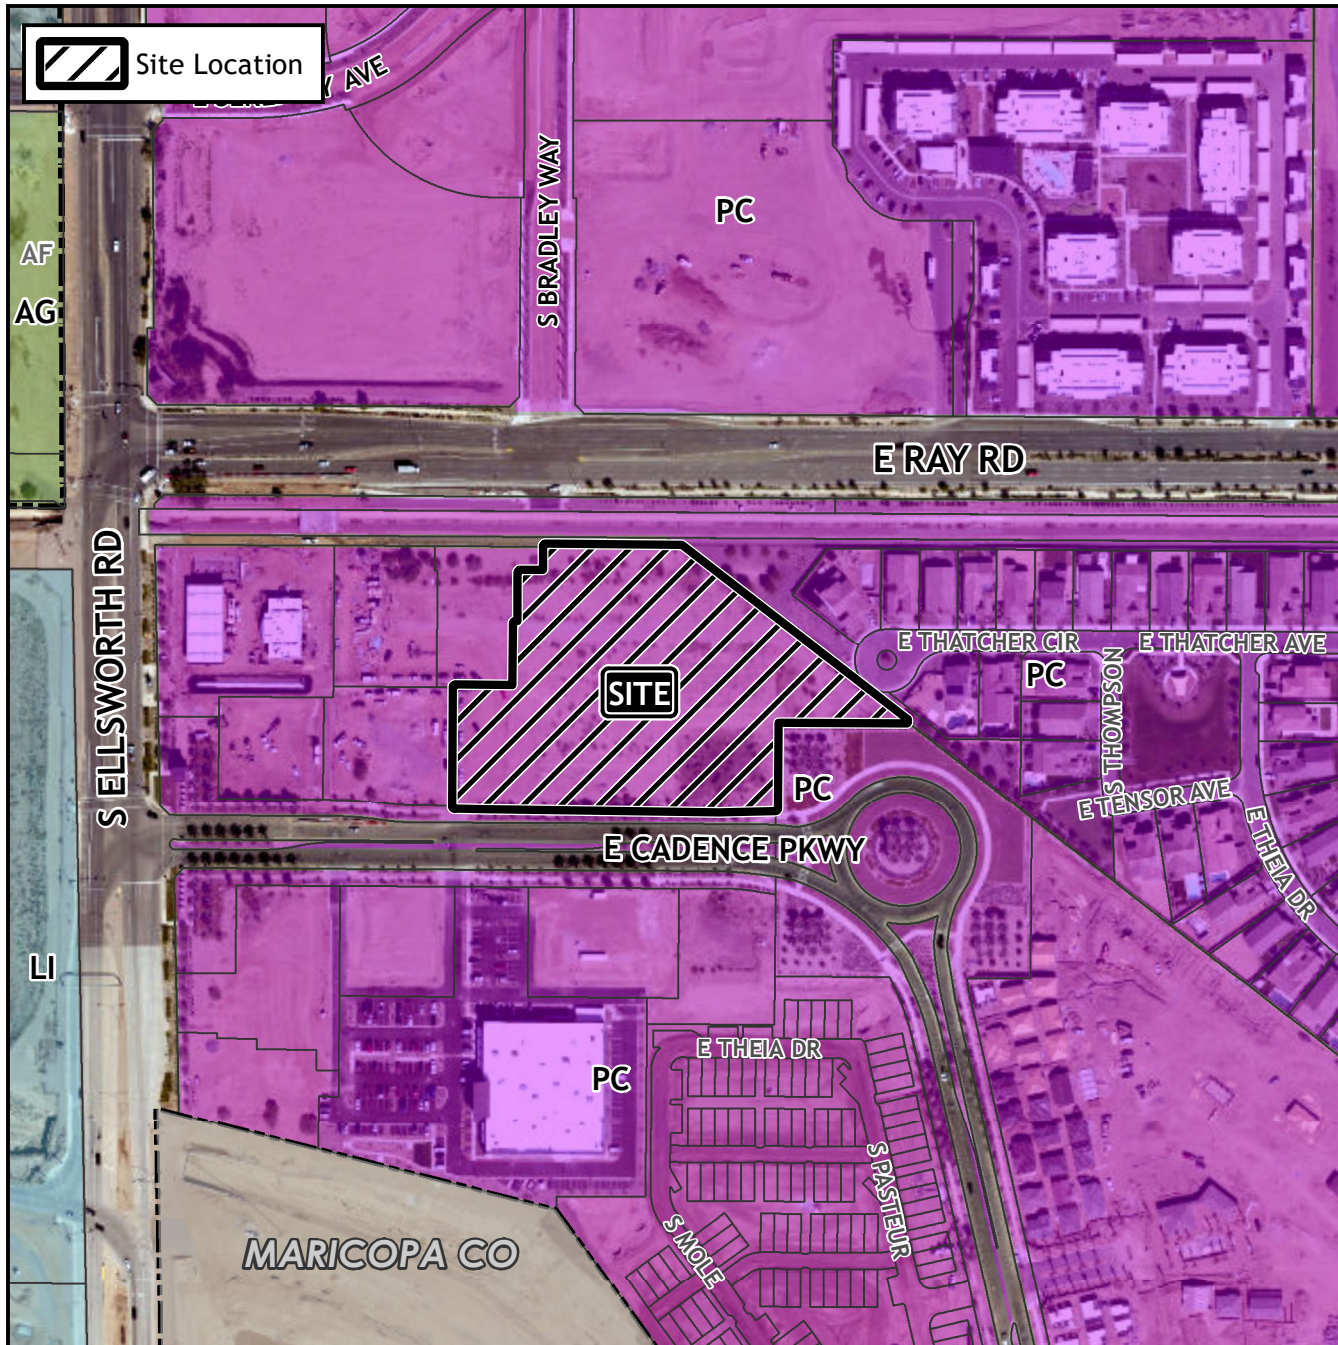 Site Location
AVE
S BRADLEY WAY
PC
AF
AG
E RAY RD
S ELLSWORTH RD
E THATCHER CIR
E THATCHER AVE
PC
S THOMPSON
SITE
PC
E TENSOR AVE
E THEIA DR
E CADENCE PKWY
LI
E THEIA DR
PC
S PASTEUR
S MOLE
MARICOPA CO